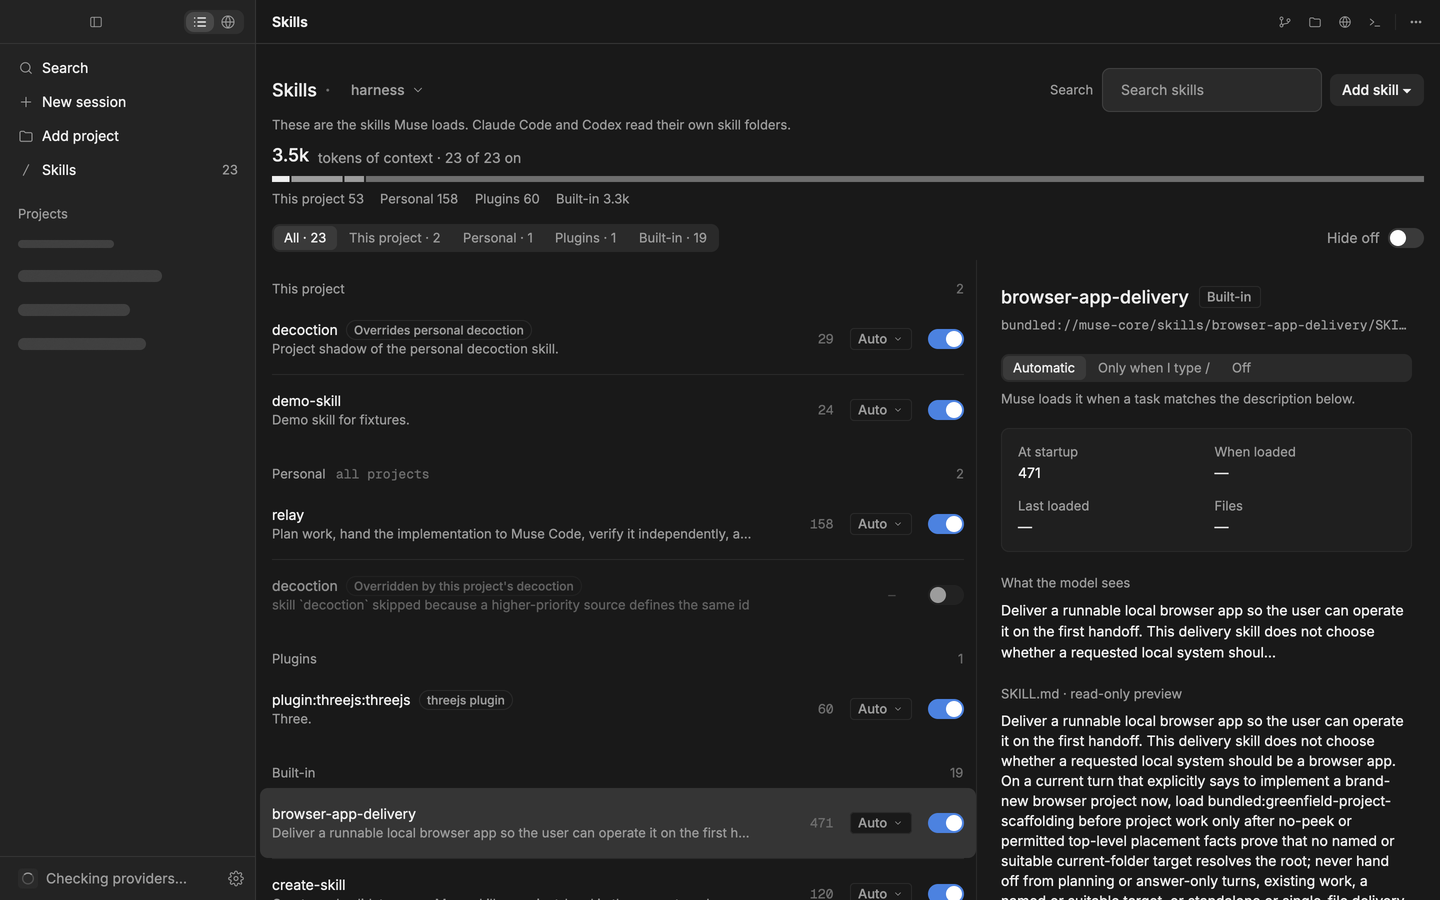 Skills
Search
New session
Add project
/ Skills 23
Projects
Checking providers...
Skills · harness
Search
Search skills
Add skill
These are the skills Muse loads. Claude Code and Codex read their own skill folders.
3.5k tokens of context · 23 of 23 on
This project 53 Personal 158 Plugins 60 Built-in 3.3k
All · 23 This project · 2 Personal · 1 Plugins · 1 Built-in · 19
Hide off
This project 2
decoction Overrides personal decoction
Project shadow of the personal decoction skill.
29 Auto
demo-skill
Demo skill for fixtures.
24 Auto
Personal all projects 2
relay
Plan work, hand the implementation to Muse Code, verify it independently, a...
158 Auto
decoction Overridden by this project's decoction
skill `decoction` skipped because a higher-priority source defines the same id
–
Plugins 1
plugin:threejs:threejs threejs plugin
Three.
60 Auto
Built-in 19
browser-app-delivery
Deliver a runnable local browser app so the user can operate it on the first h...
471 Auto
create-skill
120 Auto
browser-app-delivery Built-in
bundled://muse-core/skills/browser-app-delivery/SKI...
Automatic Only when I type / Off
Muse loads it when a task matches the description below.
At startup When loaded
471 —
Last loaded Files
— —
What the model sees
Deliver a runnable local browser app so the user can operate
it on the first handoff. This delivery skill does not choose
whether a requested local system shoul...
SKILL.md · read-only preview
Deliver a runnable local browser app so the user can operate
it on the first handoff. This delivery skill does not choose
whether a requested local system should be a browser app.
On a current turn that explicitly says to implement a brand-
new browser project now, load bundled:greenfield-project-
scaffolding before project work only after no-peek or
permitted top-level placement facts prove that no named or
suitable current-folder target resolves the root; never hand
off from planning or answer-only turns, existing work, a
named or suitable target, or standalone or single-file delivery